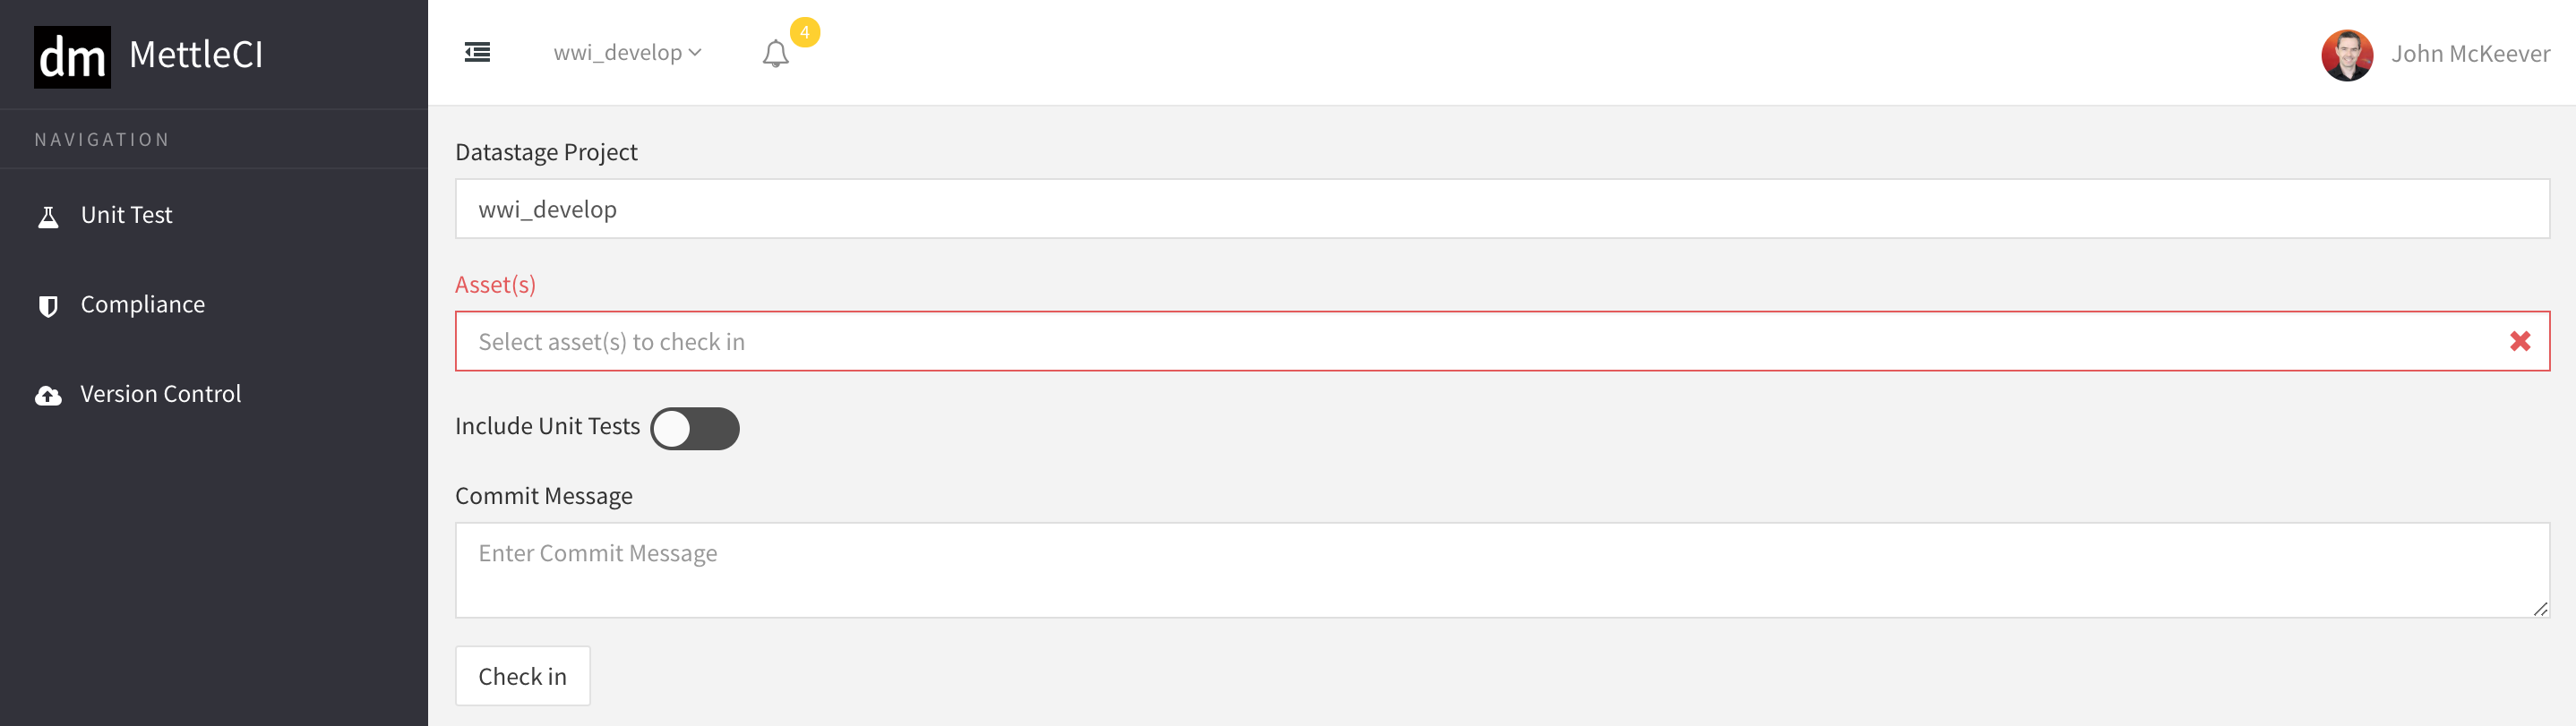 dm MettleCI
wwi_develop
4
John McKeever
NAVIGATION
Unit Test
Compliance
Version Control
Datastage Project
wwi_develop
Asset(s)
Select asset(s) to check in
Include Unit Tests
Commit Message
Enter Commit Message
Check in